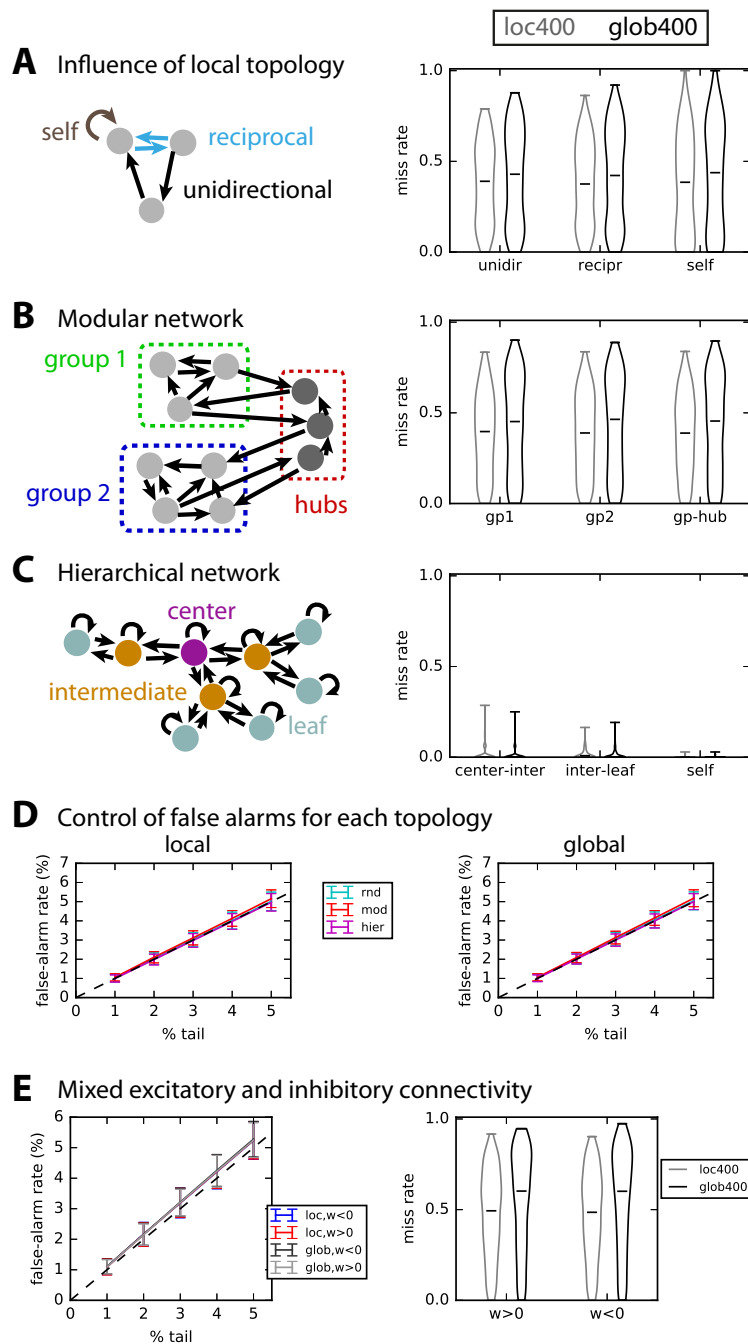 loc400 glob400
A Influence of local topology
self
reciprocal
unidirectional
1.0
0.5
0.0
miss rate
unidir recipr self
B Modular network
group 1
group 2
hubs
1.0
0.5
0.0
miss rate
gp1 gp2 gp-hub
C Hierarchical network
center
intermediate
leaf
1.0
0.5
0.0
miss rate
center-inter inter-leaf self
D Control of false alarms for each topology
local
7
6
5
4
3
2
1
0
false-alarm rate (%)
0 1 2 3 4 5
% tail
rnd
mod
hier
global
7
6
5
4
3
2
1
0
false-alarm rate (%)
0 1 2 3 4 5
% tail
E Mixed excitatory and inhibitory connectivity
6
5
4
3
2
1
0
false-alarm rate (%)
0 1 2 3 4 5
% tail
loc,w<0
loc,w>0
glob,w<0
glob,w>0
1.0
0.5
0.0
miss rate
w>0 w<0
loc400
glob400